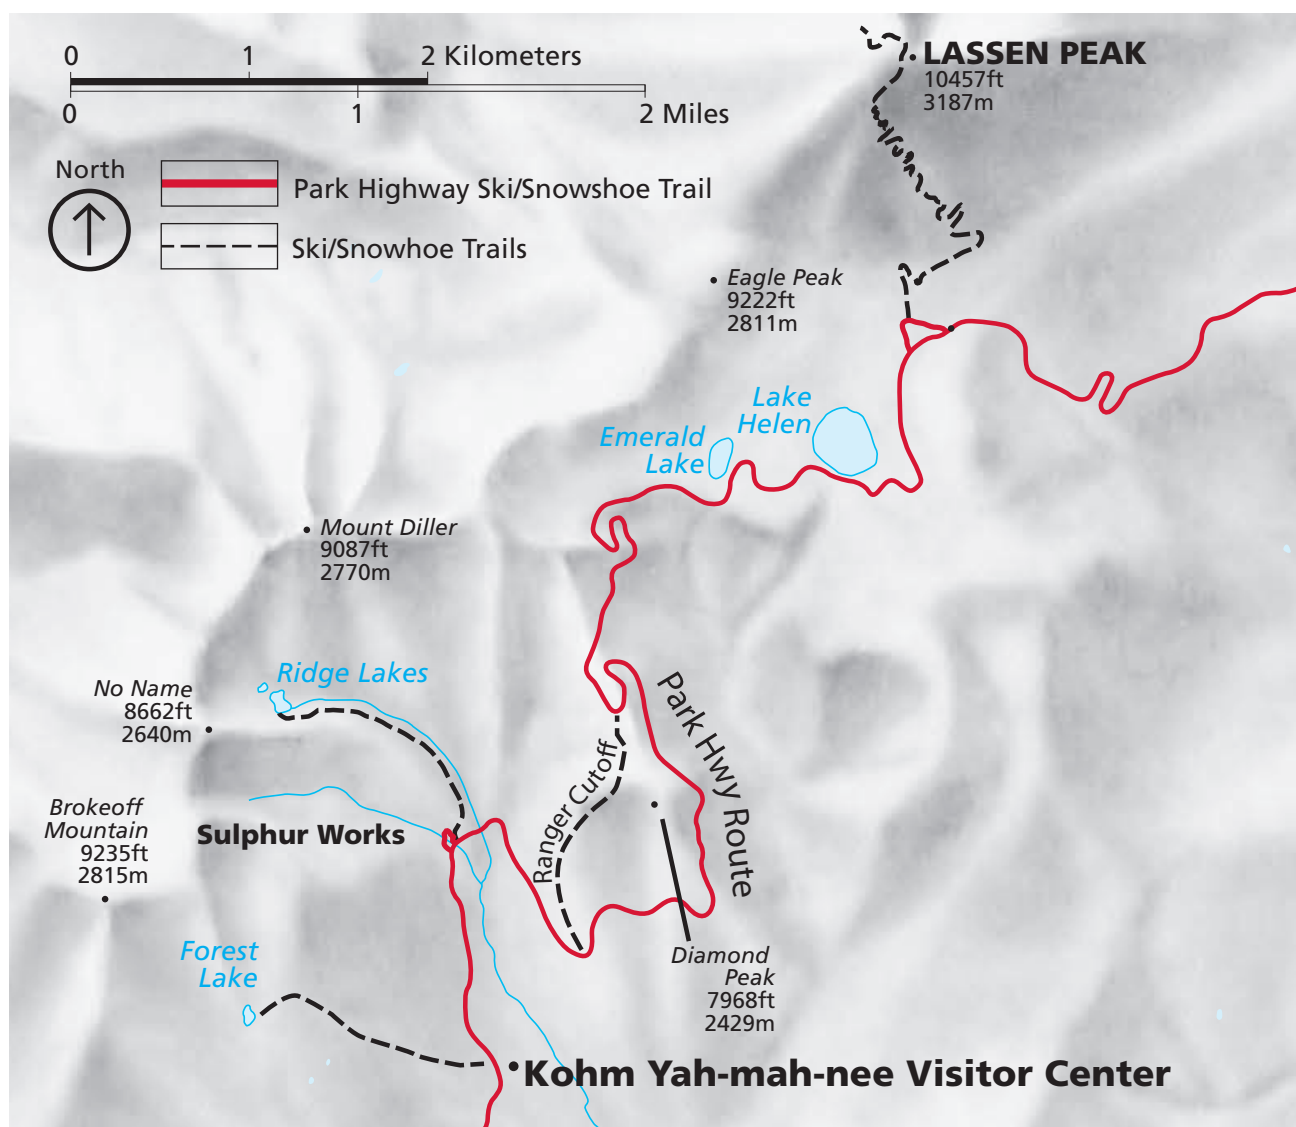 0 1 2 Kilometers
0 1 2 Miles
North
Park Highway Ski/Snowshoe Trail
Ski/Snowhoe Trails
LASSEN PEAK
10457ft
3187m
Eagle Peak
9222ft
2811m
Lake
Helen
Emerald
Lake
Mount Diller
9087ft
2770m
Ridge Lakes
No Name
8662ft
2640m
Park Hwy Route
Ranger Cutoff
Brokeoff
Mountain
9235ft
2815m
Sulphur Works
Forest
Lake
Diamond
Peak
7968ft
2429m
Kohm Yah-mah-nee Visitor Center